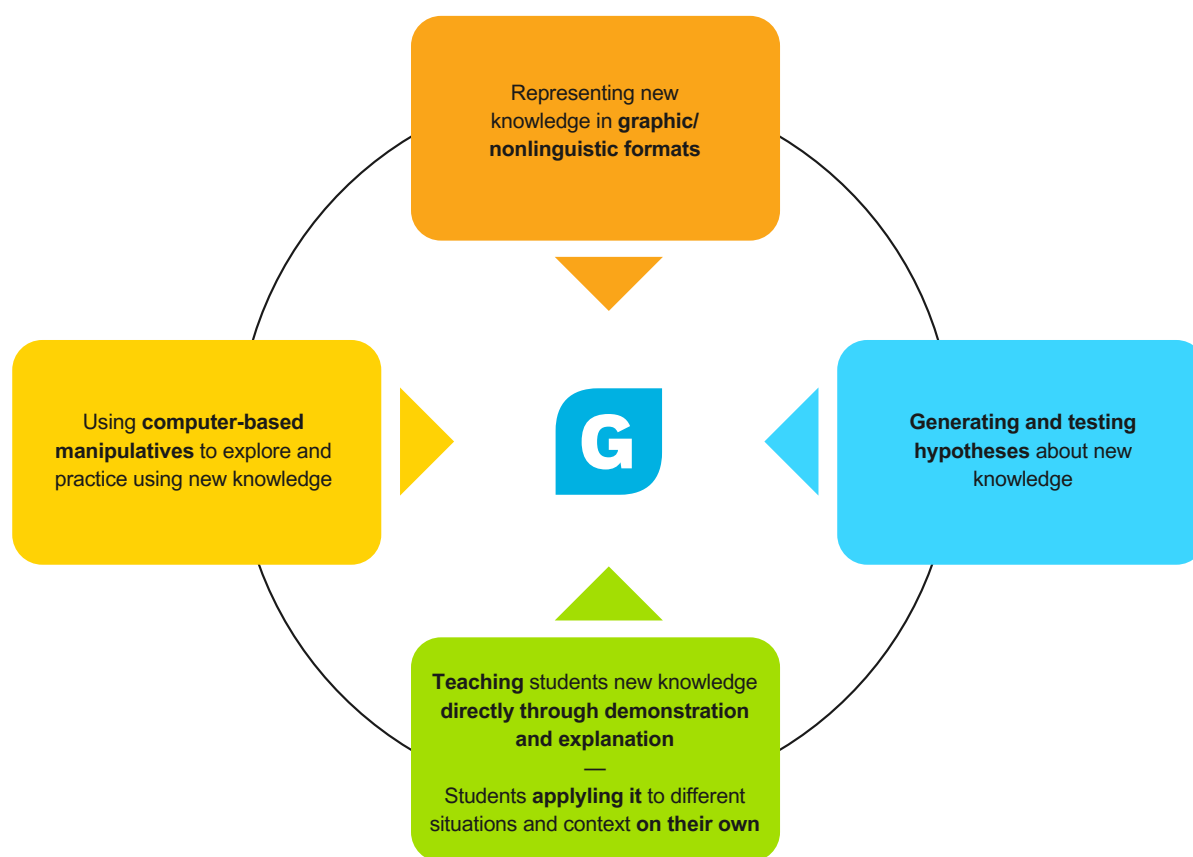 Representing new
knowledge in graphic/
nonlinguistic formats
Using computer-based
manipulatives to explore and
practice using new knowledge
G
Generating and testing
hypotheses about new
knowledge
Teaching students new knowledge
directly through demonstration
and explanation
—
Students applyling it to different
situations and context on their own